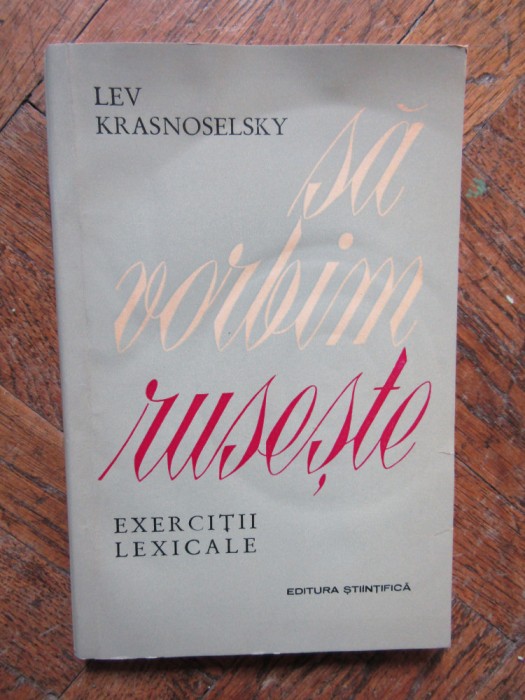 LEV
KRASNOSELSKY
să
vorbim
rusește
EXERCIȚII
LEXICALE
EDITURA ȘTIINȚIFICĂ